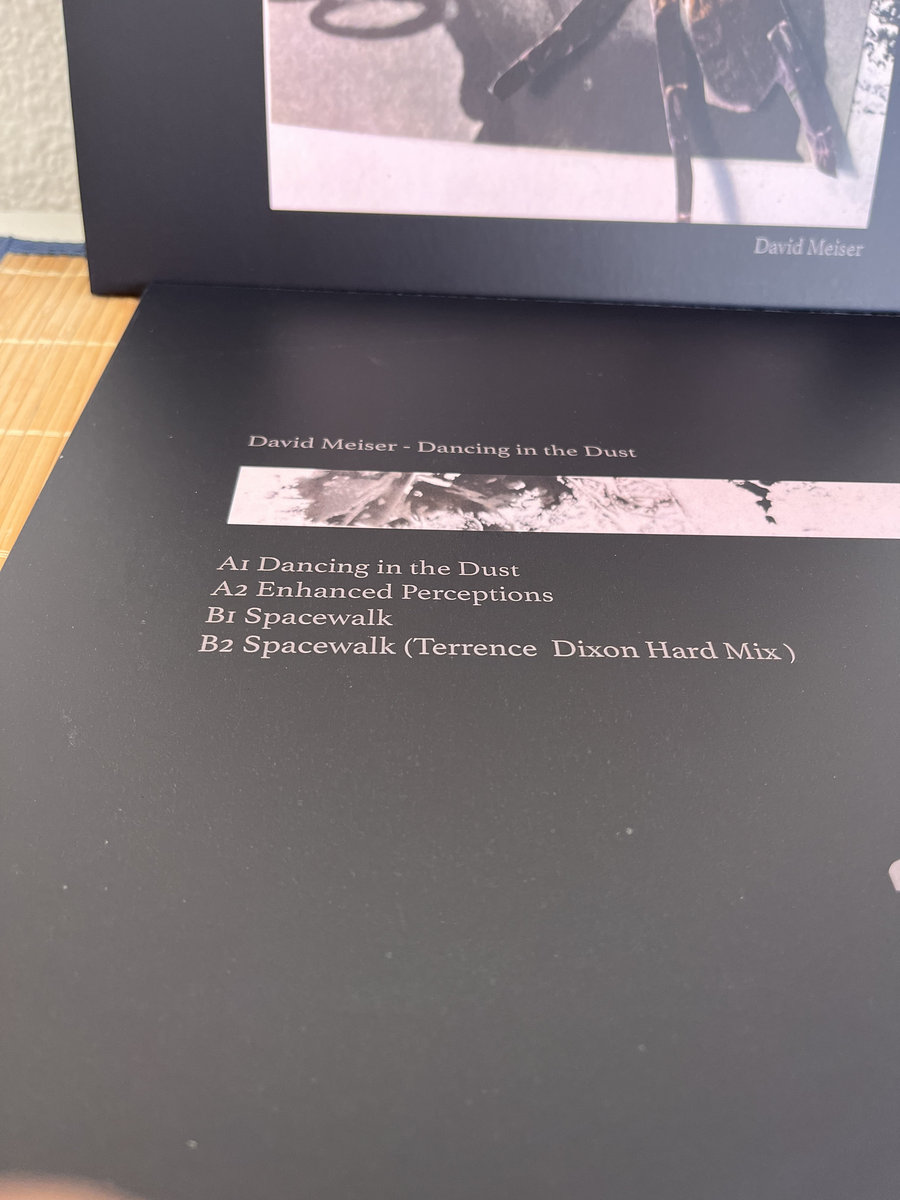 David Meiser
David Meiser - Dancing in the Dust
A1 Dancing in the Dust
A2 Enhanced Perceptions
B1 Spacewalk
B2 Spacewalk (Terrence  Dixon Hard Mix )